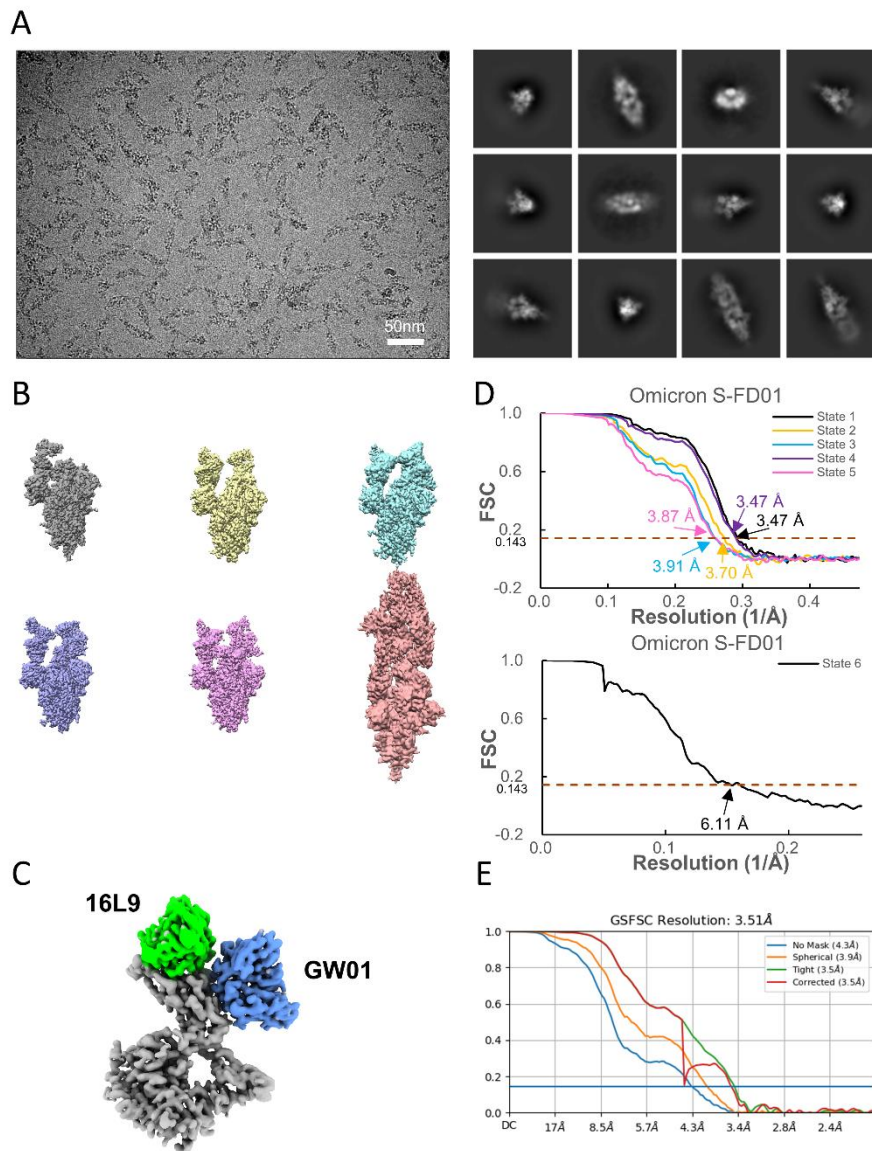 A
50nm
B
D
Omicron S-FD01
1.0
0.6
0.2
0.143
-0.2
FSC
State 1
State 2
State 3
State 4
State 5
3.47 Å
3.87 Å
3.47 Å
3.91 Å
3.70 Å
0.0 0.1 0.2 0.3 0.4
Resolution (1/Å)
Omicron S-FD01
State 6
1.0
0.6
0.2
0.143
-0.2
FSC
6.11 Å
0.0 0.1 0.2
Resolution (1/Å)
C
16L9
GW01
E
GSFSC Resolution: 3.51Å
No Mask (4.3Å)
Spherical (3.9Å)
Tight (3.5Å)
Corrected (3.5Å)
1.0
0.8
0.6
0.4
0.2
0.0
DC 17Å 8.5Å 5.7Å 4.3Å 3.4Å 2.8Å 2.4Å